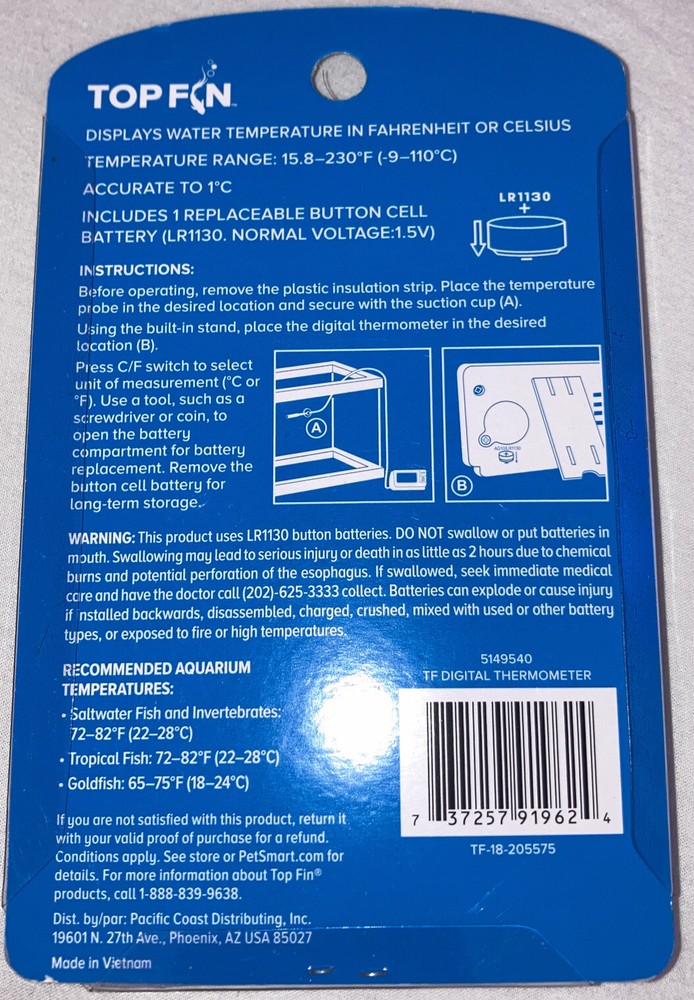 TOP FIN™
DISPLAYS WATER TEMPERATURE IN FAHRENHEIT OR CELSIUS
TEMPERATURE RANGE: 15.8–230°F (-9–110°C)
ACCURATE TO 1°C
INCLUDES 1 REPLACEABLE BUTTON CELL
BATTERY (LR1130. NORMAL VOLTAGE:1.5V)
LR1130
+
–
INSTRUCTIONS:
Before operating, remove the plastic insulation strip. Place the temperature
probe in the desired location and secure with the suction cup (A).
Using the built-in stand, place the digital thermometer in the desired
location (B).
Press C/F switch to select
unit of measurement (°C or
°F). Use a tool, such as a
screwdriver or coin, to
open the battery
compartment for battery
replacement. Remove the
button cell battery for
long-term storage.
A
B
WARNING: This product uses LR1130 button batteries. DO NOT swallow or put batteries in
mouth. Swallowing may lead to serious injury or death in as little as 2 hours due to chemical
burns and potential perforation of the esophagus. If swallowed, seek immediate medical
care and have the doctor call (202)-625-3333 collect. Batteries can explode or cause injury
if installed backwards, disassembled, charged, crushed, mixed with used or other battery
types, or exposed to fire or high temperatures.
RECOMMENDED AQUARIUM
TEMPERATURES:
• Saltwater Fish and Invertebrates:
72–82°F (22–28°C)
• Tropical Fish: 72–82°F (22–28°C)
• Goldfish: 65–75°F (18–24°C)
5149540
TF DIGITAL THERMOMETER
7 37257 91962 4
TF-18-205575
If you are not satisfied with this product, return it
with your valid proof of purchase for a refund.
Conditions apply. See store or PetSmart.com for
details. For more information about Top Fin®
products, call 1-888-839-9638.
Dist. by/par: Pacific Coast Distributing, Inc.
19601 N. 27th Ave., Phoenix, AZ USA 85027
Made in Vietnam